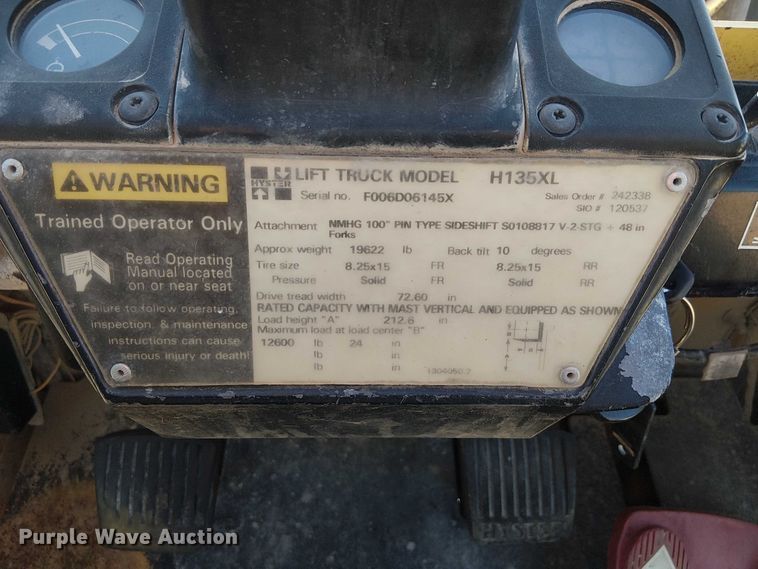 WARNING
Trained Operator Only
Read Operating
Manual located
on or near seat
Failure to follow operating,
inspection, & maintenance
instructions can cause
serious injury or death!
HYSTER
LIFT TRUCK MODEL H135XL
Serial no. F006D06145X
Sales Order # 242338
SIO # 120537
Attachment NMHG 100" PIN TYPE SIDESHIFT S0108817 V-2-STG + 48 in
Forks
Approx weight 19622 lb Back tilt 10 degrees
Tire size 8.25x15 FR 8.25x15 RR
Pressure Solid FR Solid RR
Drive tread width 72.60 in
RATED CAPACITY WITH MAST VERTICAL AND EQUIPPED AS SHOWN
Load height "A" 212.6 in
Maximum load at load center "B"
12600 lb 24 in
lb in
lb in
1304050.7
HYSTER
Purple Wave Auction